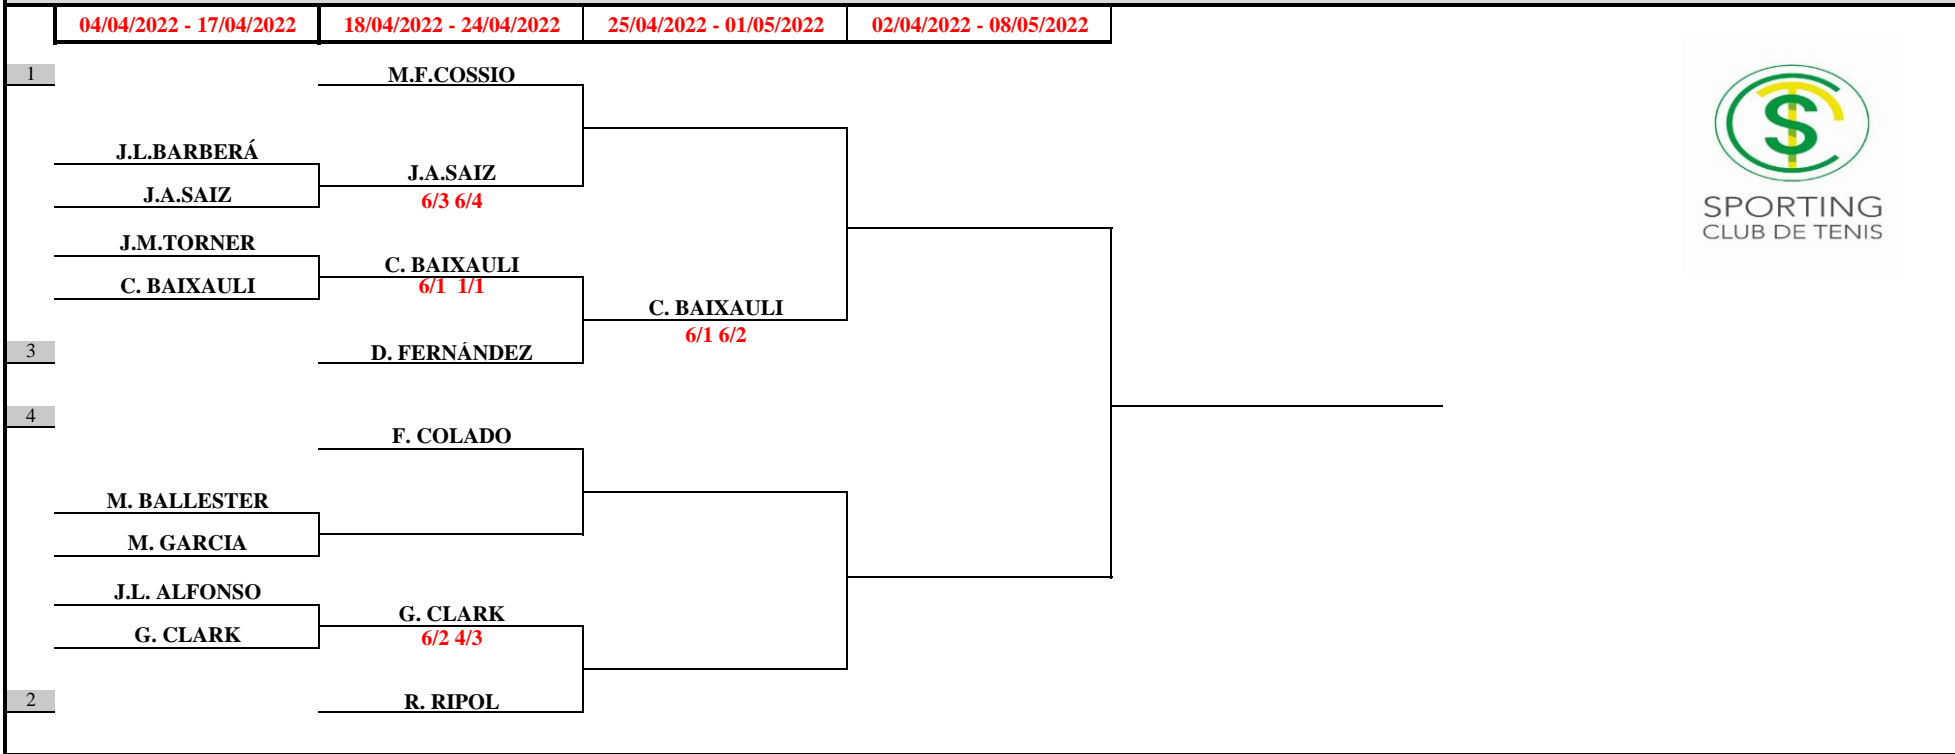 04/04/2022 - 17/04/2022 18/04/2022 - 24/04/2022 25/04/2022 - 01/05/2022 02/04/2022 - 08/05/2022
1 M.F.COSSIO
J.L.BARBERÁ
J.A.SAIZ
J.A.SAIZ 6/3 6/4
J.M.TORNER
C. BAIXAULI
C. BAIXAULI 6/1 1/1
C. BAIXAULI
6/1 6/2
3 D. FERNÁNDEZ
4
F. COLADO
M. BALLESTER
M. GARCIA
J.L. ALFONSO
G. CLARK
G. CLARK 6/2 4/3
2 R. RIPOL
SPORTING
CLUB DE TENIS